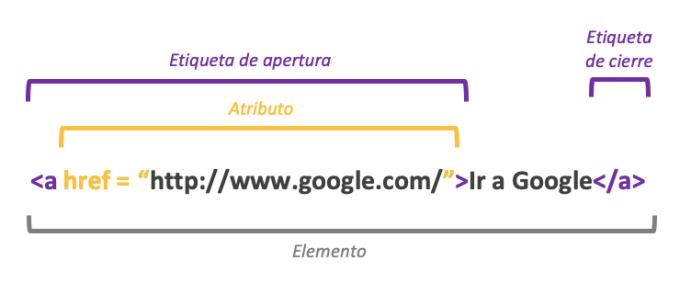 Etiqueta de apertura
Etiqueta
de cierre
Atributo
<a href = “http://www.google.com/”>Ir a Google</a>
Elemento